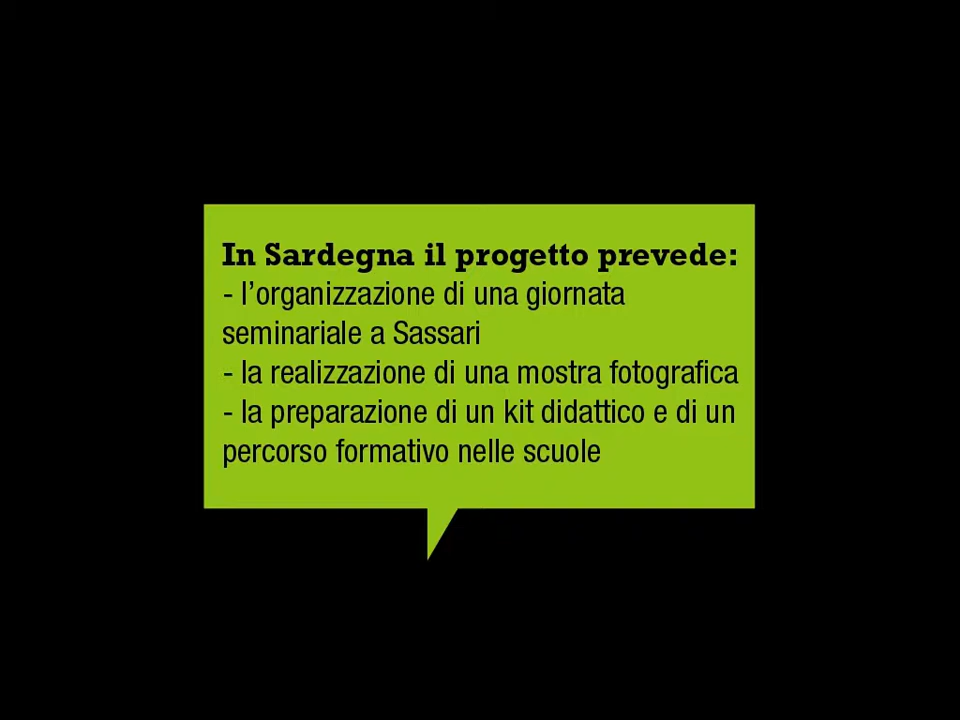 In Sardegna il progetto prevede:
- l’organizzazione di una giornata
seminariale a Sassari
- la realizzazione di una mostra fotografica
- la preparazione di un kit didattico e di un
percorso formativo nelle scuole